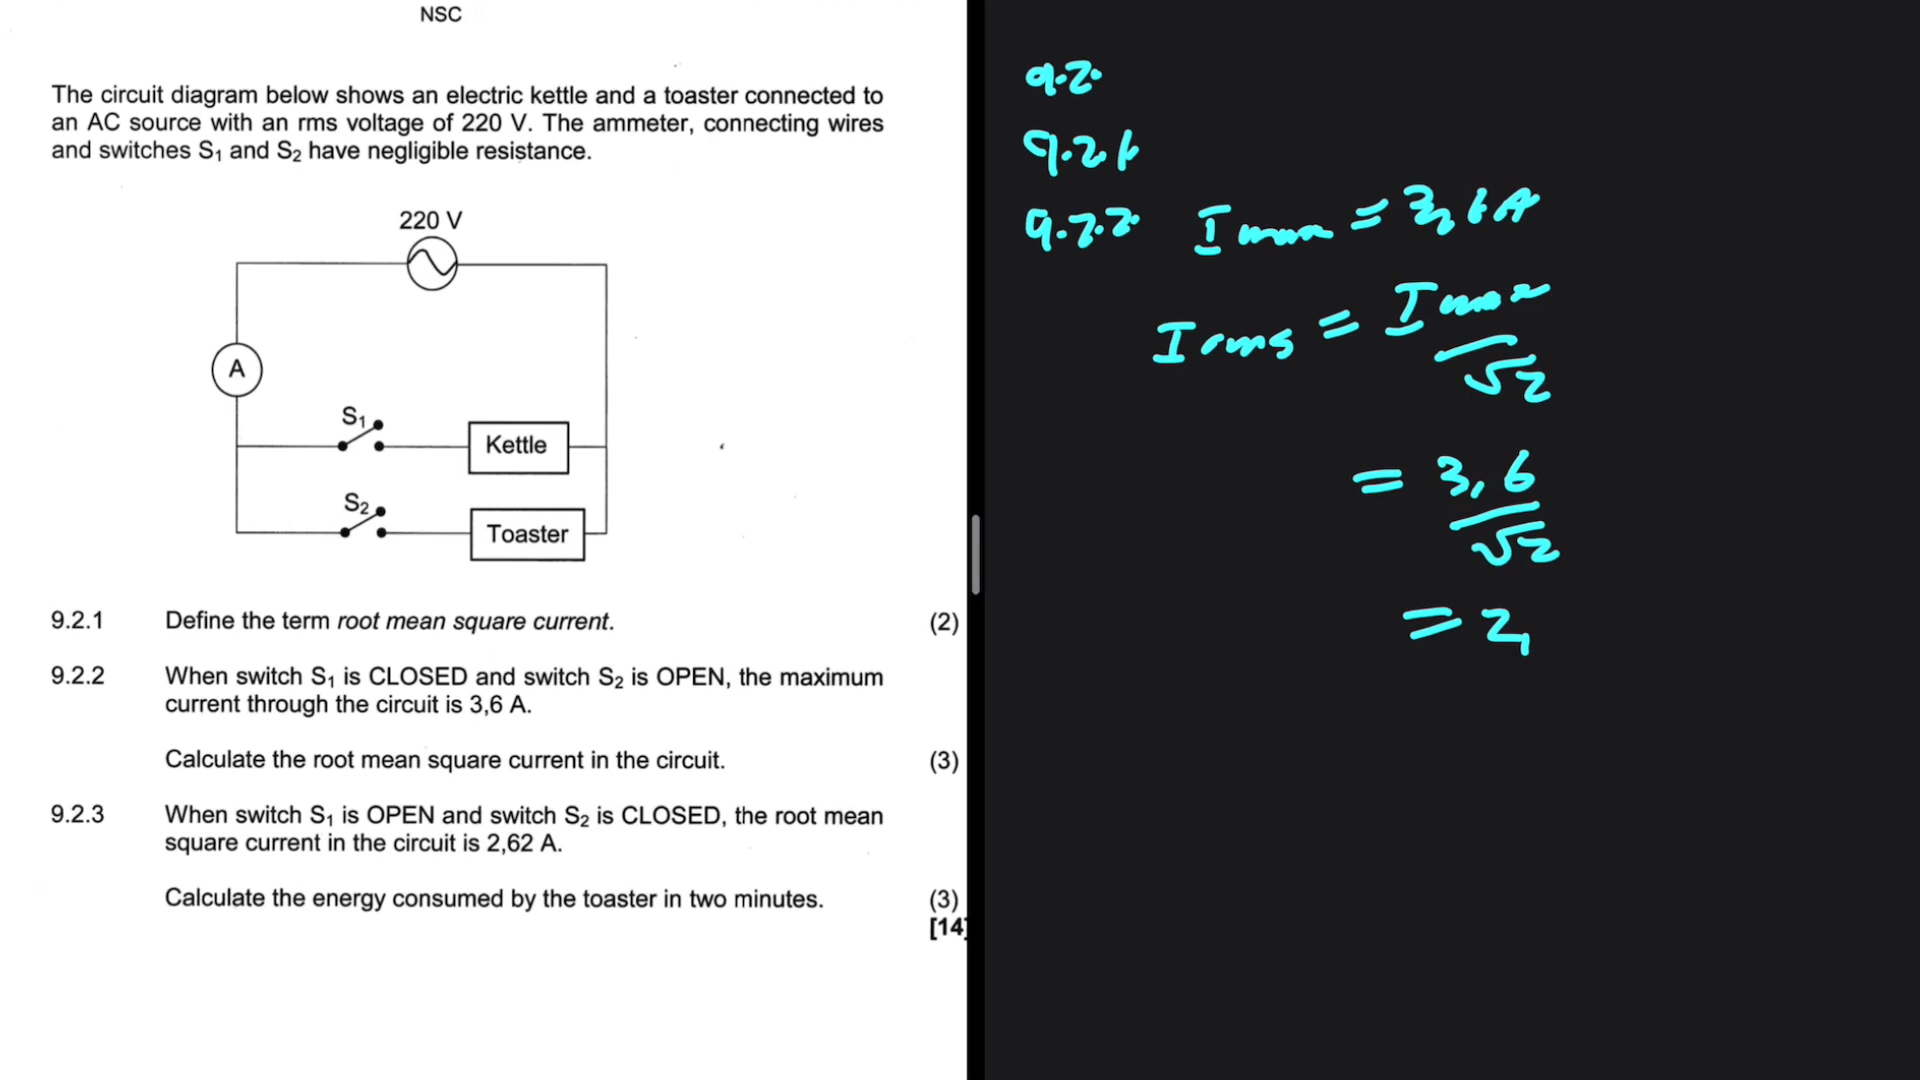 NSC
The circuit diagram below shows an electric kettle and a toaster connected to
an AC source with an rms voltage of 220 V. The ammeter, connecting wires
and switches S₁ and S₂ have negligible resistance.
220 V
A
S₁
Kettle
S₂
Toaster
9.2.1 Define the term root mean square current. (2)
9.2.2 When switch S₁ is CLOSED and switch S₂ is OPEN, the maximum
current through the circuit is 3,6 A.
Calculate the root mean square current in the circuit. (3)
9.2.3 When switch S₁ is OPEN and switch S₂ is CLOSED, the root mean
square current in the circuit is 2,62 A.
Calculate the energy consumed by the toaster in two minutes. (3)
[14]
9.2.
9.2.1
9.2.2 I max = 3,6A
I rms = I max
√2
= 3,6
√2
= 2,